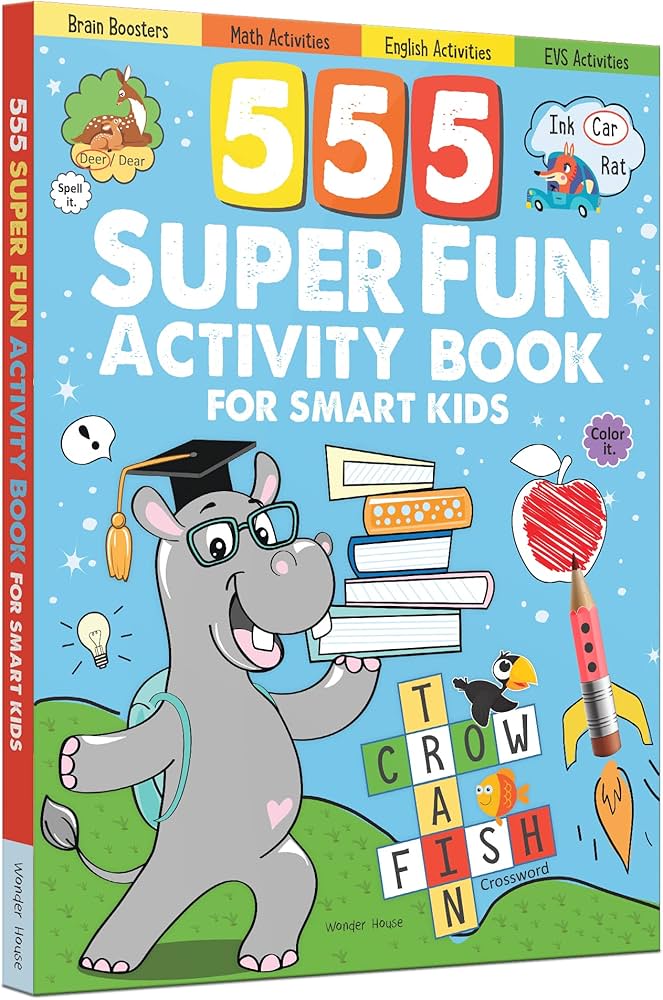 Brain Boosters
Math Activities
English Activities
EVS Activities
555
Deer / Dear
Spell
it.
Ink Car
Rat
SUPER FUN
ACTIVITY BOOK
FOR SMART KIDS
!
Color
it.
TRAIN
CROW
FISH
Crossword
Wonder House
555 SUPER FUN ACTIVITY BOOK FOR SMART KIDS
Wonder House